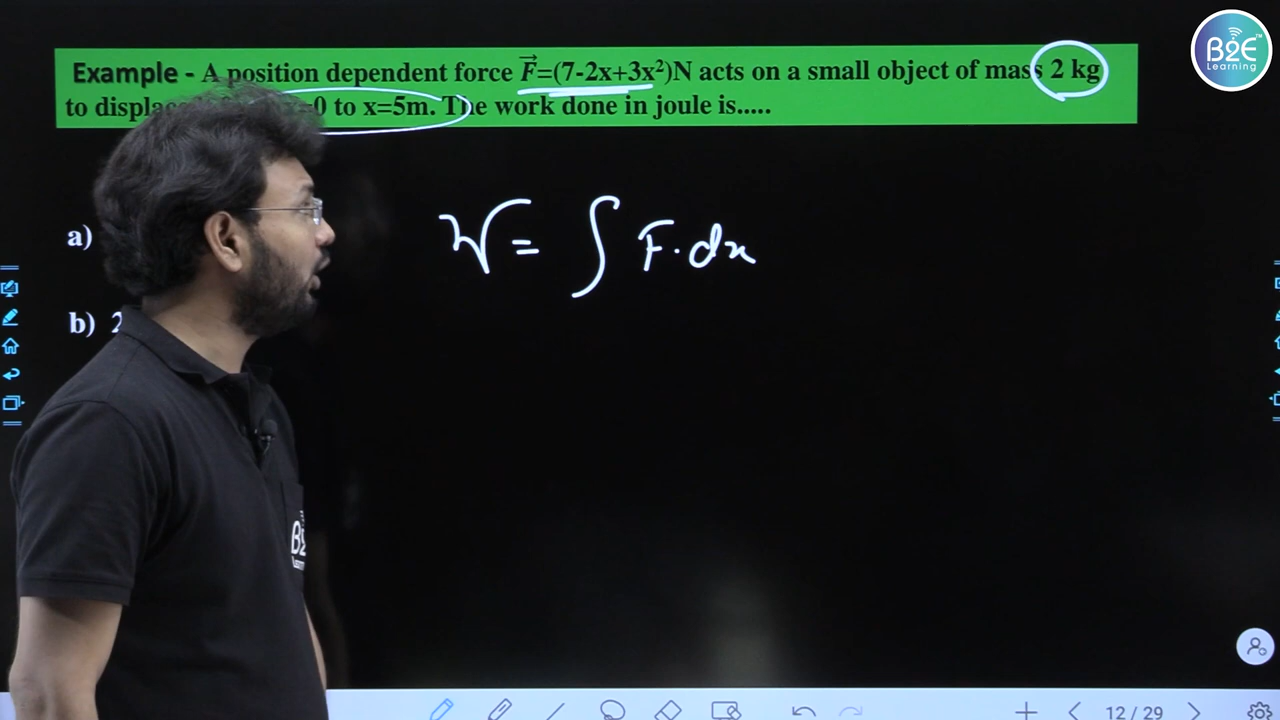 B2E
Learning
Example - A position dependent force F⃗=(7-2x+3x²)N acts on a small object of mass 2 kg
to x=0 to x=5m. The work done in joule is.....
a)
W = ∫ F.dx
b) 2
B2E
12 / 29